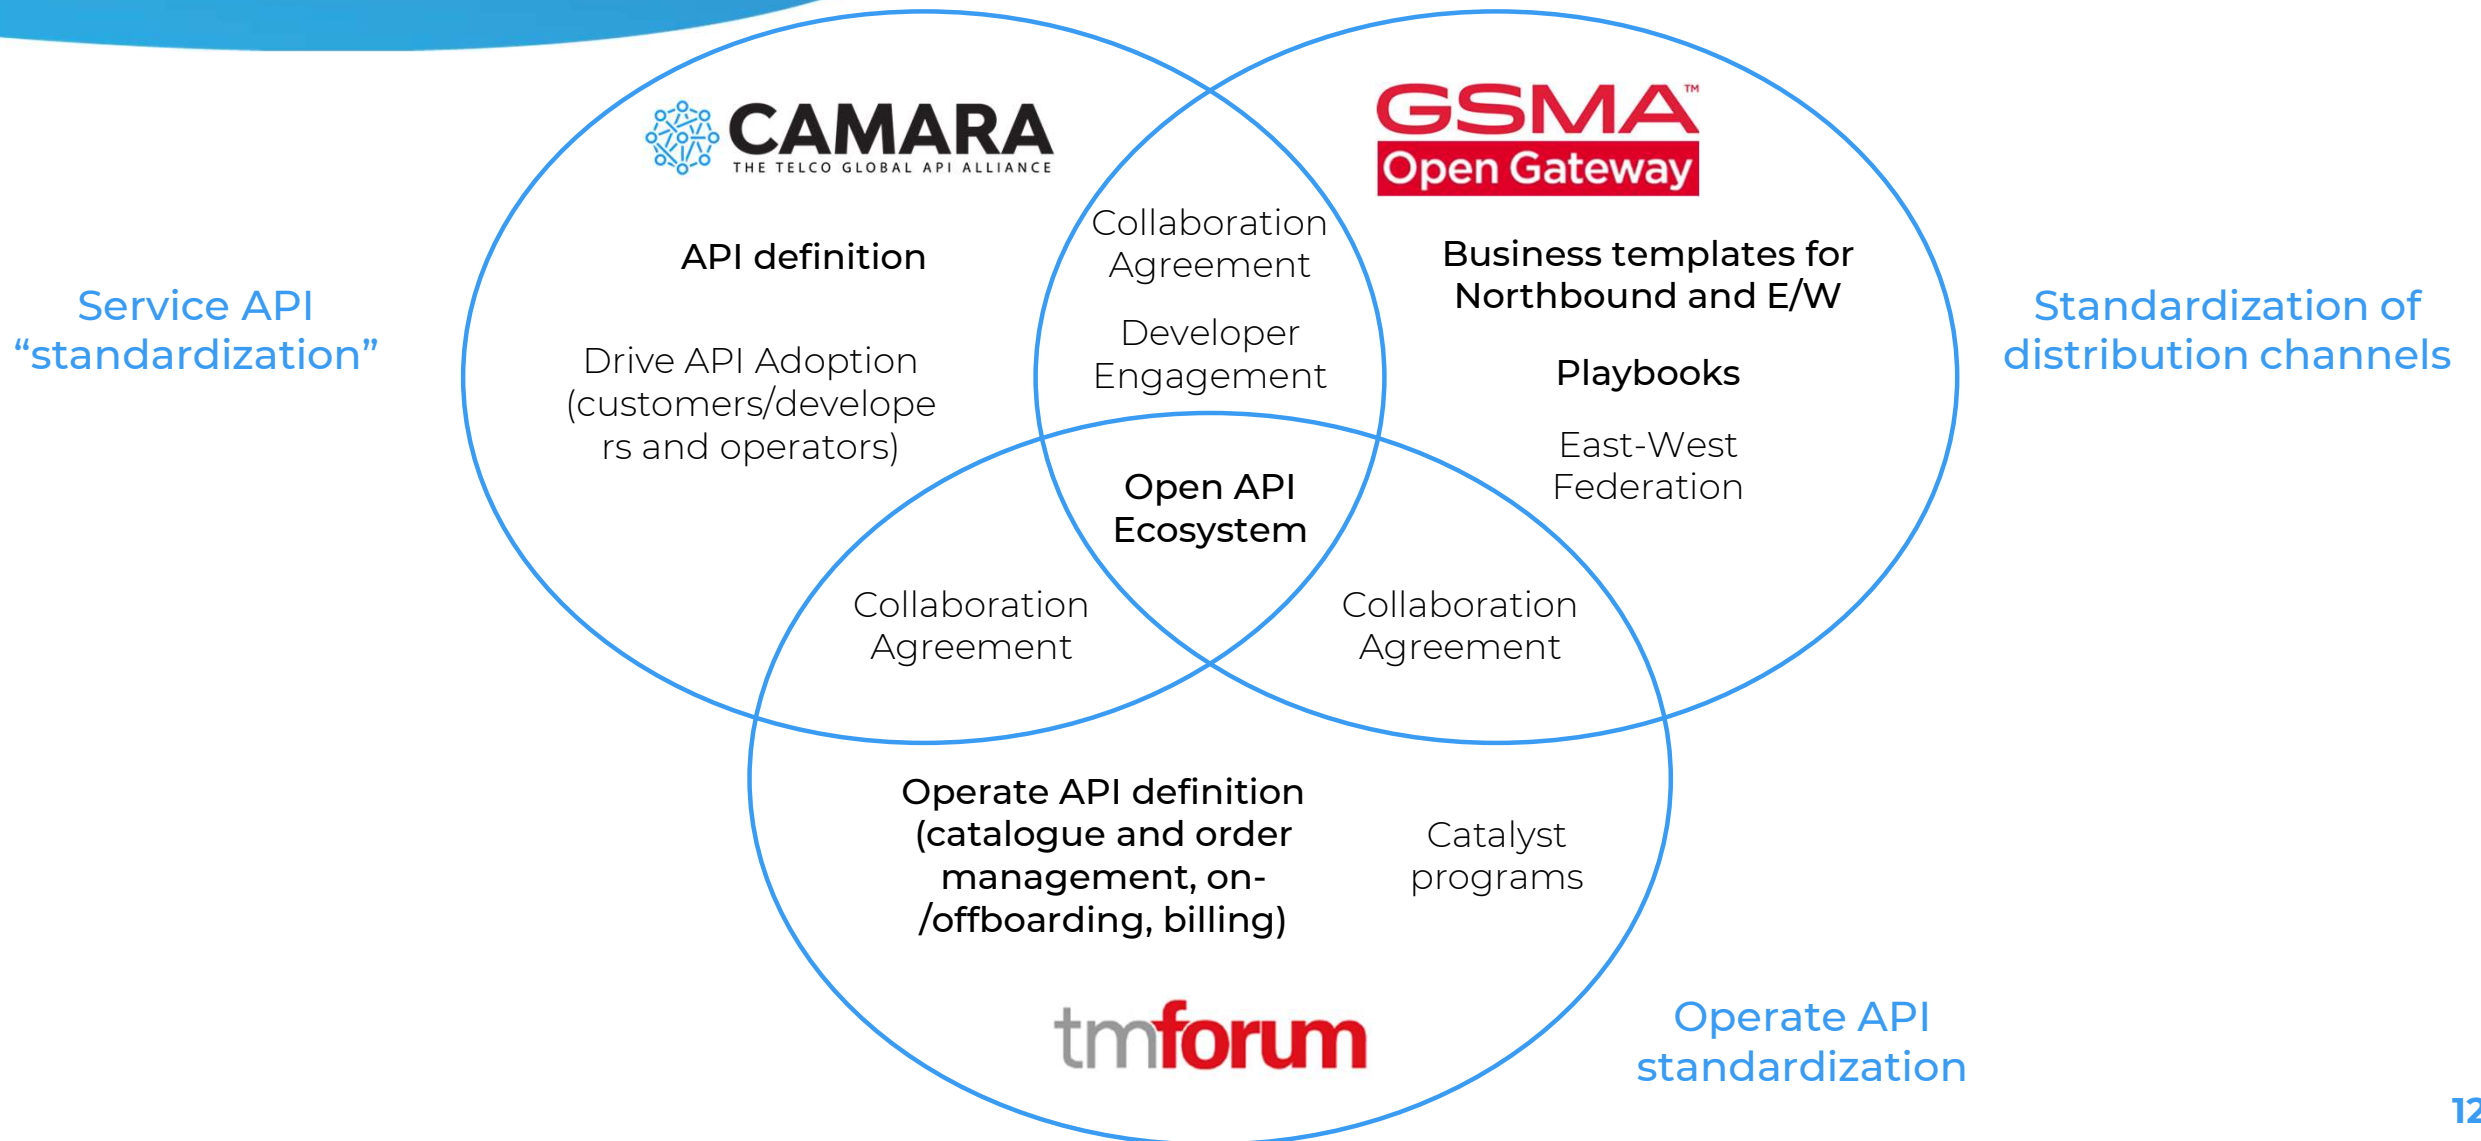 CAMARA
THE TELCO GLOBAL API ALLIANCE
GSMA™
Open Gateway
Service API
“standardization”
API definition
Drive API Adoption
(customers/develope
rs and operators)
Collaboration
Agreement
Developer
Engagement
Business templates for
Northbound and E/W
Playbooks
East-West
Federation
Standardization of
distribution channels
Open API
Ecosystem
Collaboration
Agreement
Collaboration
Agreement
Operate API definition
(catalogue and order
management, on-
/offboarding, billing)
Catalyst
programs
tmforum
Operate API
standardization
12